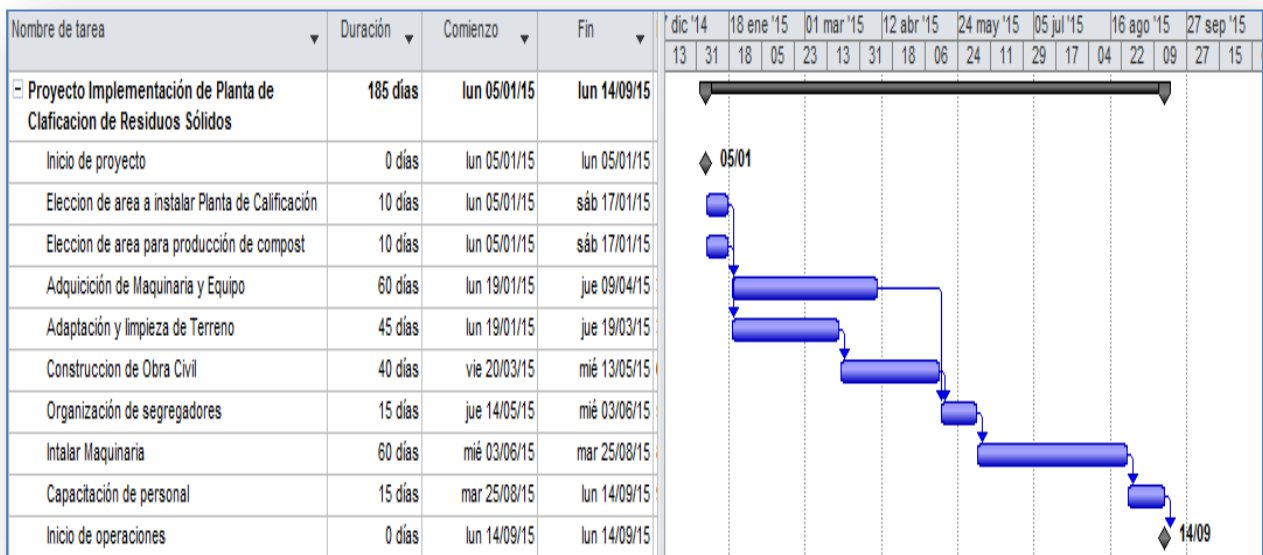 Nombre de tarea Duración Comienzo Fin 7 dic '14 18 ene '15 01 mar '15 12 abr '15 24 may '15 05 jul '15 16 ago '15 27 sep '15
13 31 18 05 23 13 31 18 06 24 11 29 17 04 22 09 27 15
Proyecto Implementación de Planta de 185 días lun 05/01/15 lun 14/09/15
Claficacion de Residuos Sólidos
Inicio de proyecto 0 días lun 05/01/15 lun 05/01/15 05/01
Eleccion de area a instalar Planta de Calificación 10 días lun 05/01/15 sáb 17/01/15
Eleccion de area para producción de compost 10 días lun 05/01/15 sáb 17/01/15
Adquicición de Maquinaria y Equipo 60 días lun 19/01/15 jue 09/04/15
Adaptación y limpieza de Terreno 45 días lun 19/01/15 jue 19/03/15
Construccion de Obra Civil 40 días vie 20/03/15 mié 13/05/15
Organización de segregadores 15 días jue 14/05/15 mié 03/06/15
Intalar Maquinaria 60 días mié 03/06/15 mar 25/08/15
Capacitación de personal 15 días mar 25/08/15 lun 14/09/15
Inicio de operaciones 0 días lun 14/09/15 lun 14/09/15 14/09